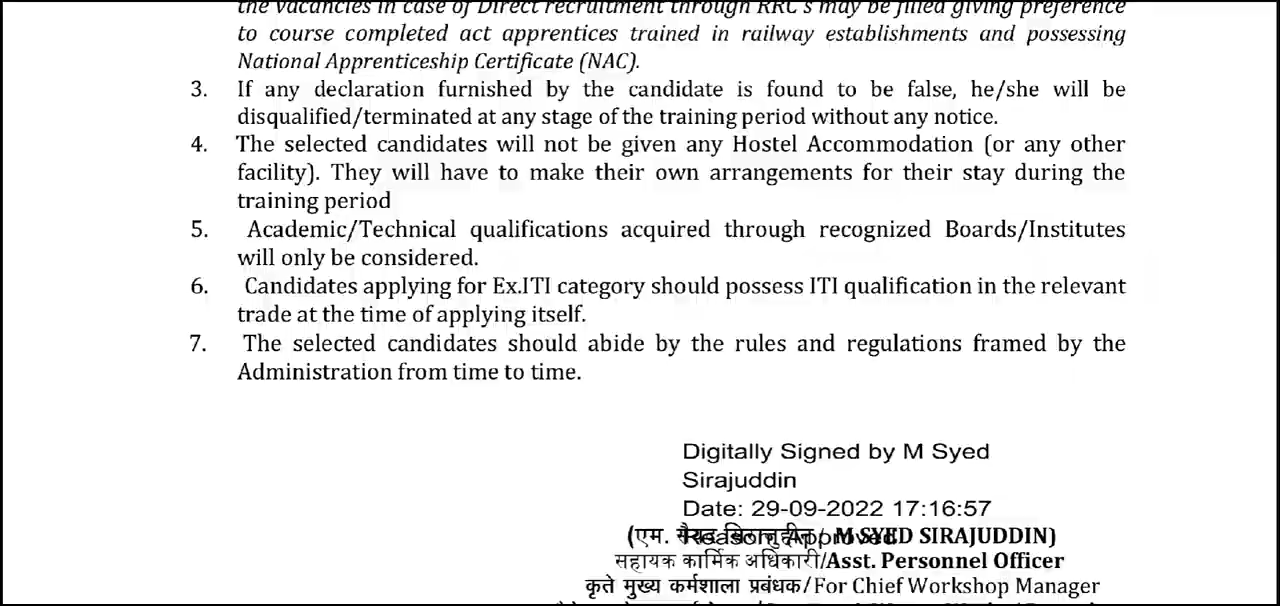 the vacancies in case of Direct recruitment through RRC's may be filled giving preference
to course completed act apprentices trained in railway establishments and possessing
National Apprenticeship Certificate (NAC).
3. If any declaration furnished by the candidate is found to be false, he/she will be
disqualified/terminated at any stage of the training period without any notice.
4. The selected candidates will not be given any Hostel Accommodation (or any other
facility). They will have to make their own arrangements for their stay during the
training period
5. Academic/Technical qualifications acquired through recognized Boards/Institutes
will only be considered.
6. Candidates applying for Ex.ITI category should possess ITI qualification in the relevant
trade at the time of applying itself.
7. The selected candidates should abide by the rules and regulations framed by the
Administration from time to time.
Digitally Signed by M Syed
Sirajuddin
Date: 29-09-2022 17:16:57
Reason: Approved
(एम. सैयद सिराजुद्दीन / M SYED SIRAJUDDIN)
सहायक कार्मिक अधिकारी/Asst. Personnel Officer
कृते मुख्य कर्मशाला प्रबंधक/For Chief Workshop Manager